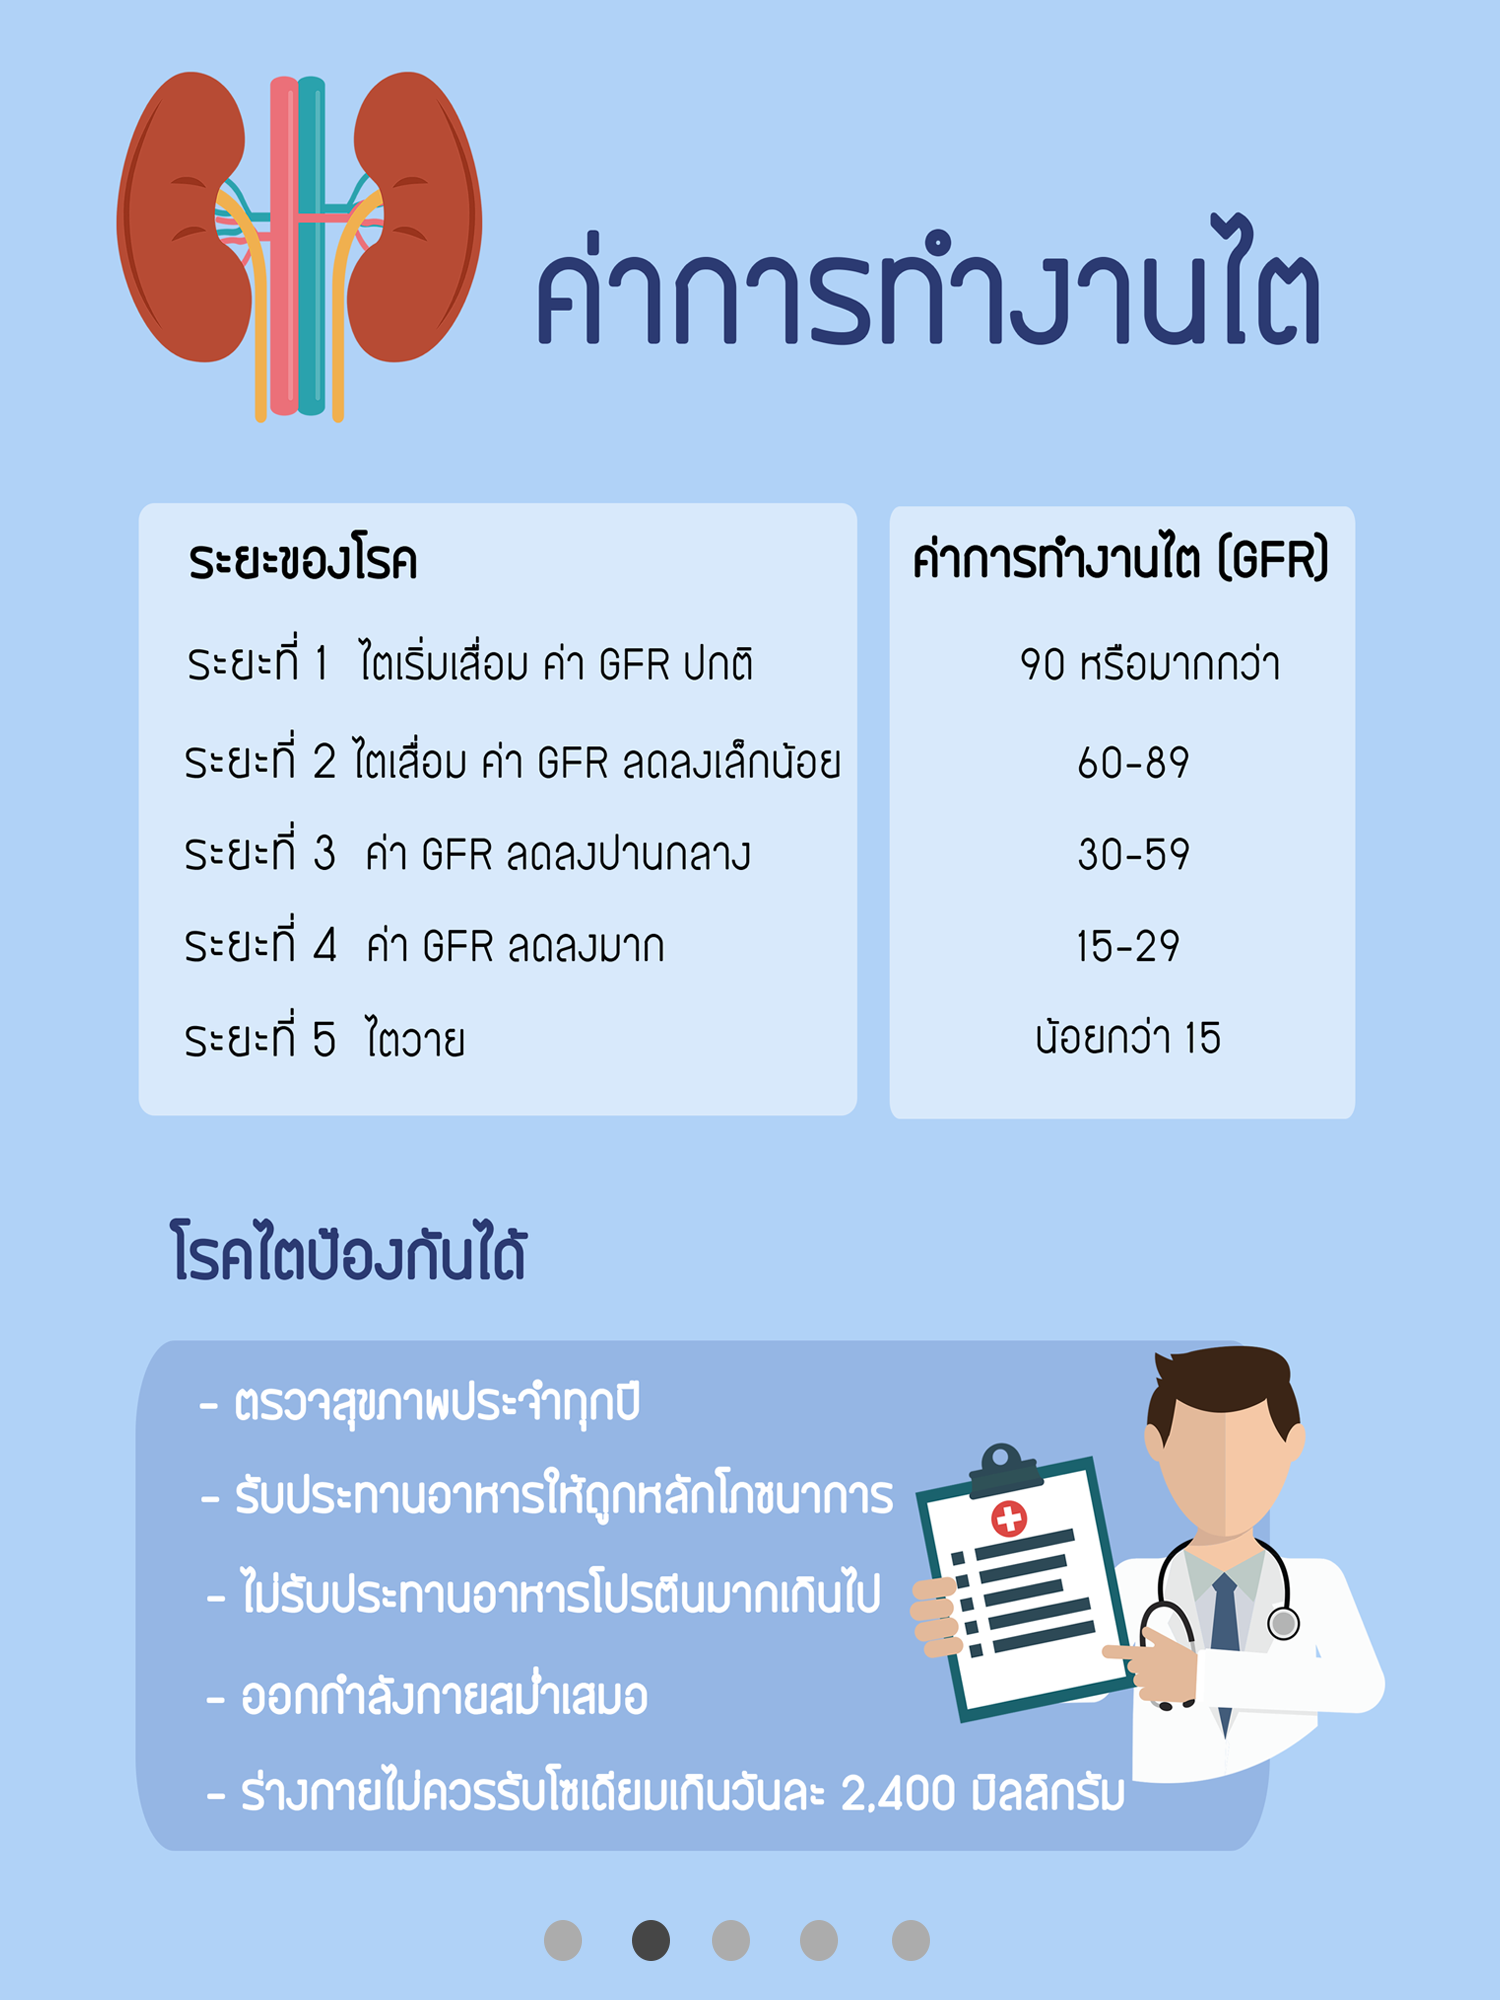 ค่าการทำงานไต
ระยะของโรค
ค่าการทำงานไต (GFR)
ระยะที่ 1 ไตเริ่มเสื่อม ค่า GFR ปกติ
90 หรือมากกว่า
ระยะที่ 2 ไตเสื่อม ค่า GFR ลดลงเล็กน้อย
60-89
ระยะที่ 3 ค่า GFR ลดลงปานกลาง
30-59
ระยะที่ 4 ค่า GFR ลดลงมาก
15-29
ระยะที่ 5 ไตวาย
น้อยกว่า 15
โรคไตป้องกันได้
- ตรวจสุขภาพประจำทุกปี
- รับประทานอาหารให้ถูกหลักโภชนาการ
- ไม่รับประทานอาหารโปรตีนมากเกินไป
- ออกกำลังกายสม่ำเสมอ
- ร่างกายไม่ควรรับโซเดียมเกินวันละ 2,400 มิลลิกรัม